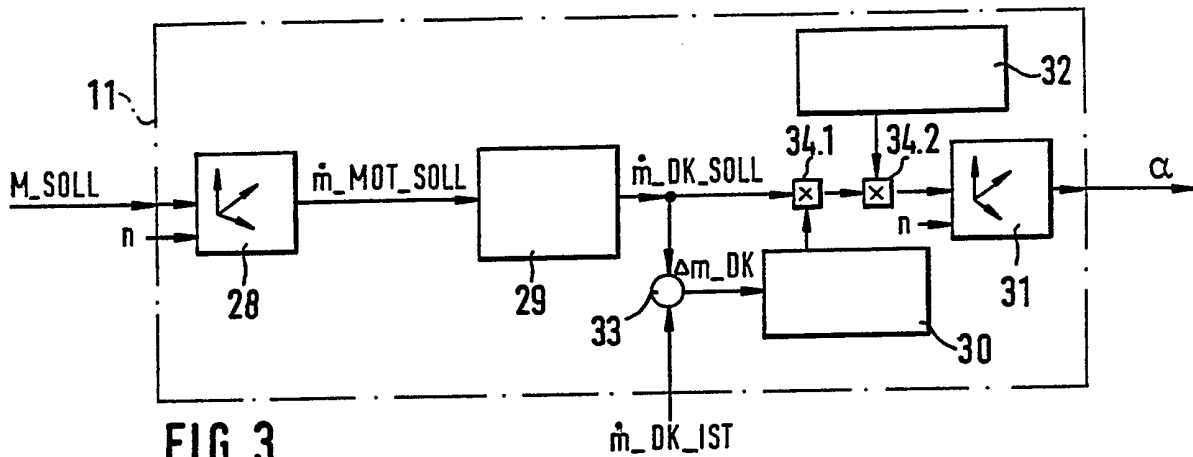 32
11
34.1
34.2
M_SOLL
ṁ_MOT_SOLL
ṁ_DK_SOLL
×
×
α
n
n
28
29
Δm_DK
33
30
31
FIG. 3
ṁ_DK_IST